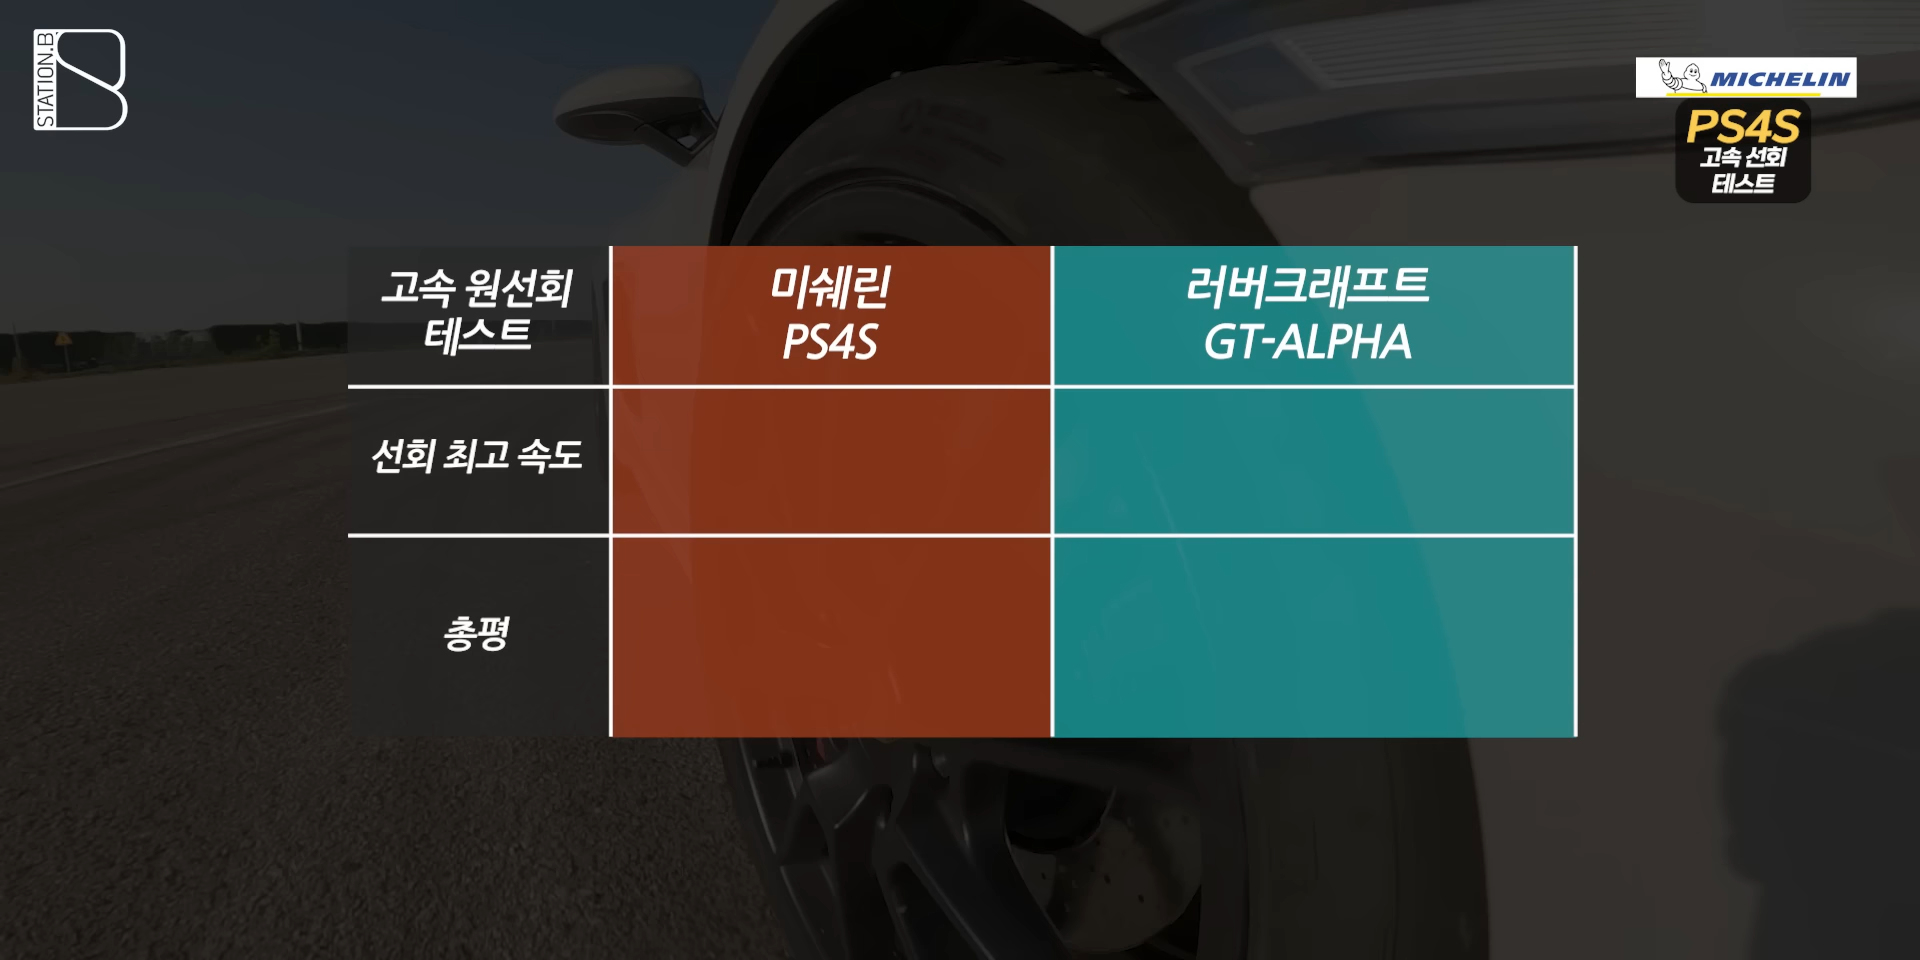 STATION.B
MICHELIN
PS4S
고속 선회
테스트
고속 원선회
테스트
미쉐린
PS4S
러버크래프트
GT-ALPHA
선회 최고 속도
총평